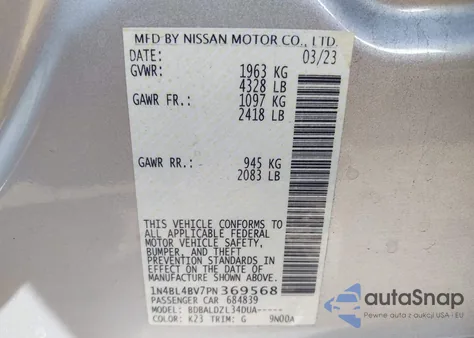 MFD BY NISSAN MOTOR CO., LTD.
DATE: 03/23
GVWR: 1963 KG
4328 LB
GAWR FR.: 1097 KG
2418 LB
GAWR RR.: 945 KG
2083 LB
THIS VEHICLE CONFORMS TO
ALL APPLICABLE FEDERAL
MOTOR VEHICLE SAFETY,
BUMPER, AND THEFT
PREVENTION STANDARDS IN
EFFECT ON THE DATE OF
MANUFACTURE SHOWN ABOVE.
1N4BL4BV7PN369568
PASSENGER CAR 684839
MODEL: BDBALDZL34DUA-----
COLOR: K23 TRIM: G 9N00A
autoSnap
Pewne auta z aukcji USA i EU